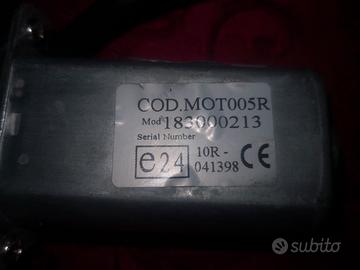 COD.MOT005R
Mod 183000213
Serial Number
e24 10R -
041398 CE
subito